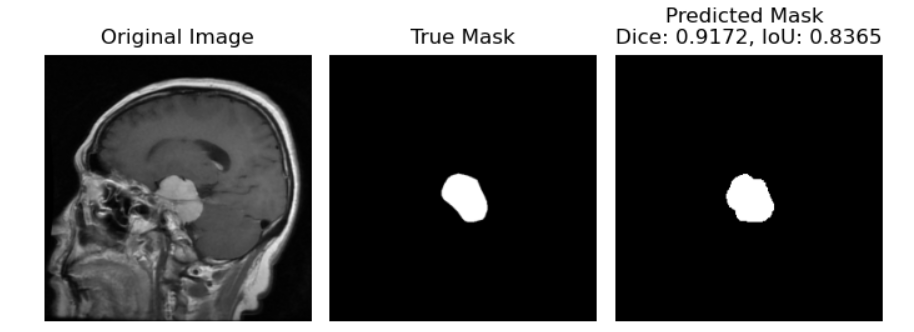 Original Image
True Mask
Predicted Mask
Dice: 0.9172, IoU: 0.8365